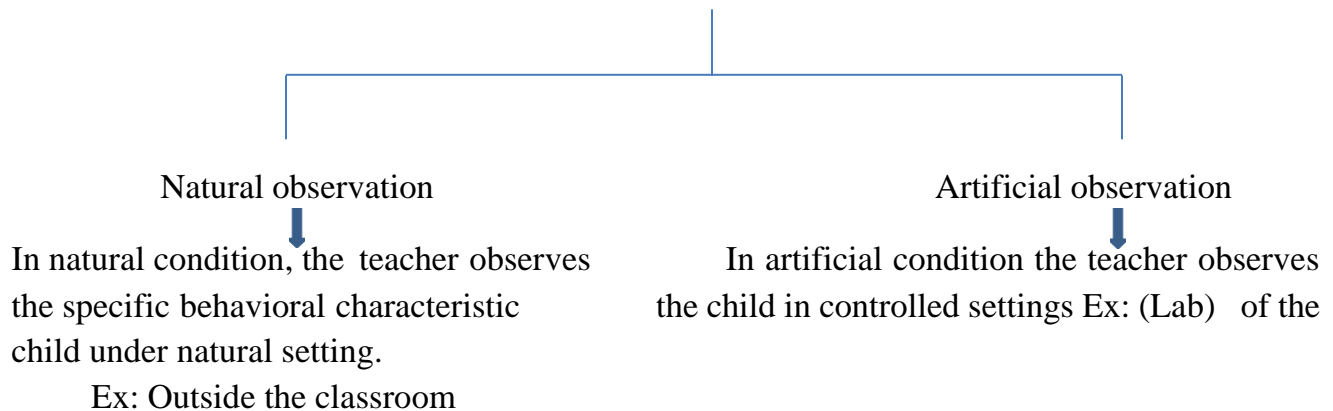 Natural observation
Artificial observation
In natural condition, the teacher observes
the specific behavioral characteristic
child under natural setting.
Ex: Outside the classroom
In artificial condition the teacher observes
the child in controlled settings Ex: (Lab) of the